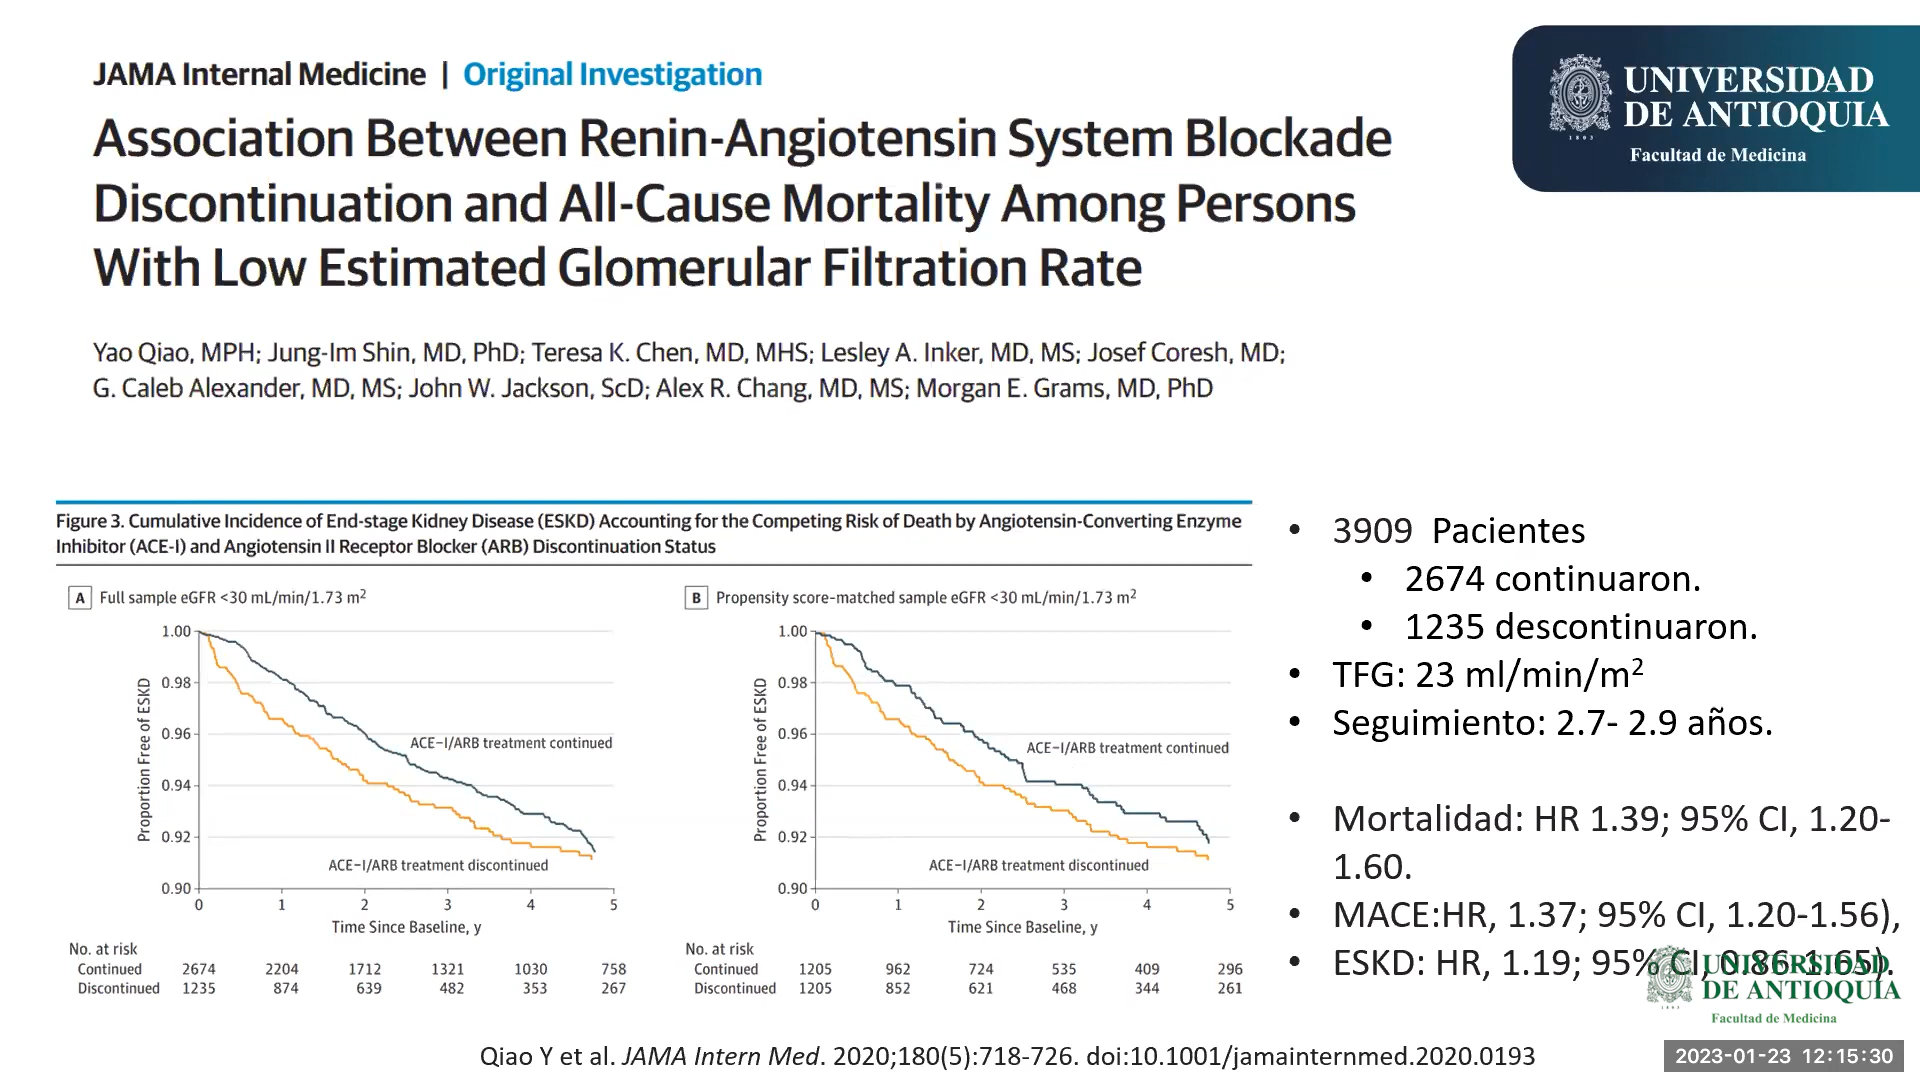 JAMA Internal Medicine | Original Investigation
Association Between Renin-Angiotensin System Blockade
Discontinuation and All-Cause Mortality Among Persons
With Low Estimated Glomerular Filtration Rate
Yao Qiao, MPH; Jung-Im Shin, MD, PhD; Teresa K. Chen, MD, MHS; Lesley A. Inker, MD, MS; Josef Coresh, MD;
G. Caleb Alexander, MD, MS; John W. Jackson, ScD; Alex R. Chang, MD, MS; Morgan E. Grams, MD, PhD
UNIVERSIDAD
DE ANTIOQUIA
1803
Facultad de Medicina
Figure 3. Cumulative Incidence of End-stage Kidney Disease (ESKD) Accounting for the Competing Risk of Death by Angiotensin-Converting Enzyme
Inhibitor (ACE-I) and Angiotensin II Receptor Blocker (ARB) Discontinuation Status
A Full sample eGFR <30 mL/min/1.73 m²
1.00
0.98
0.96
0.94
0.92
0.90
Proportion Free of ESKD
ACE−I/ARB treatment continued
ACE−I/ARB treatment discontinued
0 1 2 3 4 5
Time Since Baseline, y
No. at risk
Continued 2674 2204 1712 1321 1030 758
Discontinued 1235 874 639 482 353 267
B Propensity score-matched sample eGFR <30 mL/min/1.73 m²
1.00
0.98
0.96
0.94
0.92
0.90
Proportion Free of ESKD
ACE−I/ARB treatment continued
ACE−I/ARB treatment discontinued
0 1 2 3 4 5
Time Since Baseline, y
No. at risk
Continued 1205 962 724 535 409 296
Discontinued 1205 852 621 468 344 261
• 3909 Pacientes
• 2674 continuaron.
• 1235 descontinuaron.
• TFG: 23 ml/min/m²
• Seguimiento: 2.7- 2.9 años.
• Mortalidad: HR 1.39; 95% CI, 1.20-
1.60.
• MACE:HR, 1.37; 95% CI, 1.20-1.56),
• ESKD: HR, 1.19; 95% CI, 0.86-1.65).
UNIVERSIDAD
DE ANTIOQUIA
Facultad de Medicina
Qiao Y et al. JAMA Intern Med. 2020;180(5):718-726. doi:10.1001/jamainternmed.2020.0193
2023-01-23 12:15:30